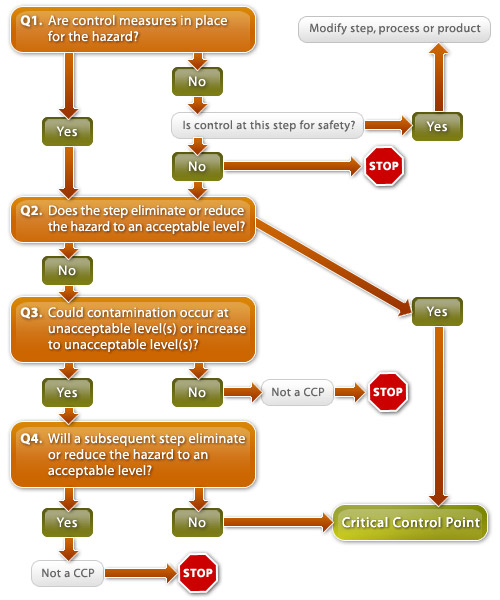 Q1. Are control measures in place
for the hazard?
Modify step, process or product
No
Yes
Is control at this step for safety?
Yes
No
STOP
Q2. Does the step eliminate or reduce
the hazard to an acceptable level?
No
Yes
Q3. Could contamination occur at
unacceptable level(s) or increase
to unacceptable level(s)?
Yes
No
Not a CCP
STOP
Q4. Will a subsequent step eliminate
or reduce the hazard to an
acceptable level?
Yes
No
Critical Control Point
Not a CCP
STOP